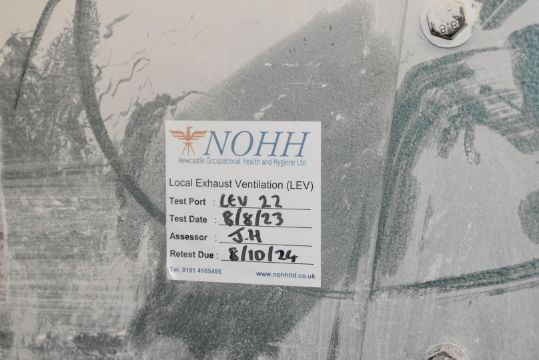 NOHH
Newcastle Occupational Health and Hygiene Ltd
Local Exhaust Ventilation (LEV)
Test Port : LEV 22
Test Date : 8/8/23
Assessor : J.H
Retest Due : 8/10/24
Tel. 0191 4105495 www.nohhltd.co.uk